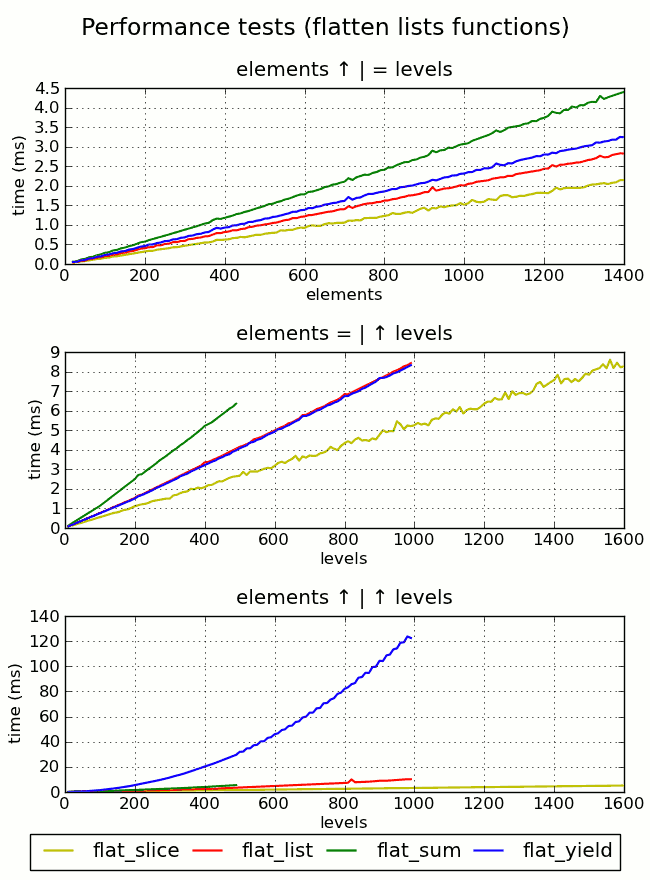 Performance tests (flatten lists functions)
elements ↑ | = levels
4.5
4.0
3.5
3.0
2.5
2.0
1.5
1.0
0.5
0.0
time (ms)
0 200 400 600 800 1000 1200 1400
elements
elements = | ↑ levels
9
8
7
6
5
4
3
2
1
0
time (ms)
0 200 400 600 800 1000 1200 1400 1600
levels
elements ↑ | ↑ levels
140
120
100
80
60
40
20
0
time (ms)
0 200 400 600 800 1000 1200 1400 1600
levels
flat_slice flat_list flat_sum flat_yield